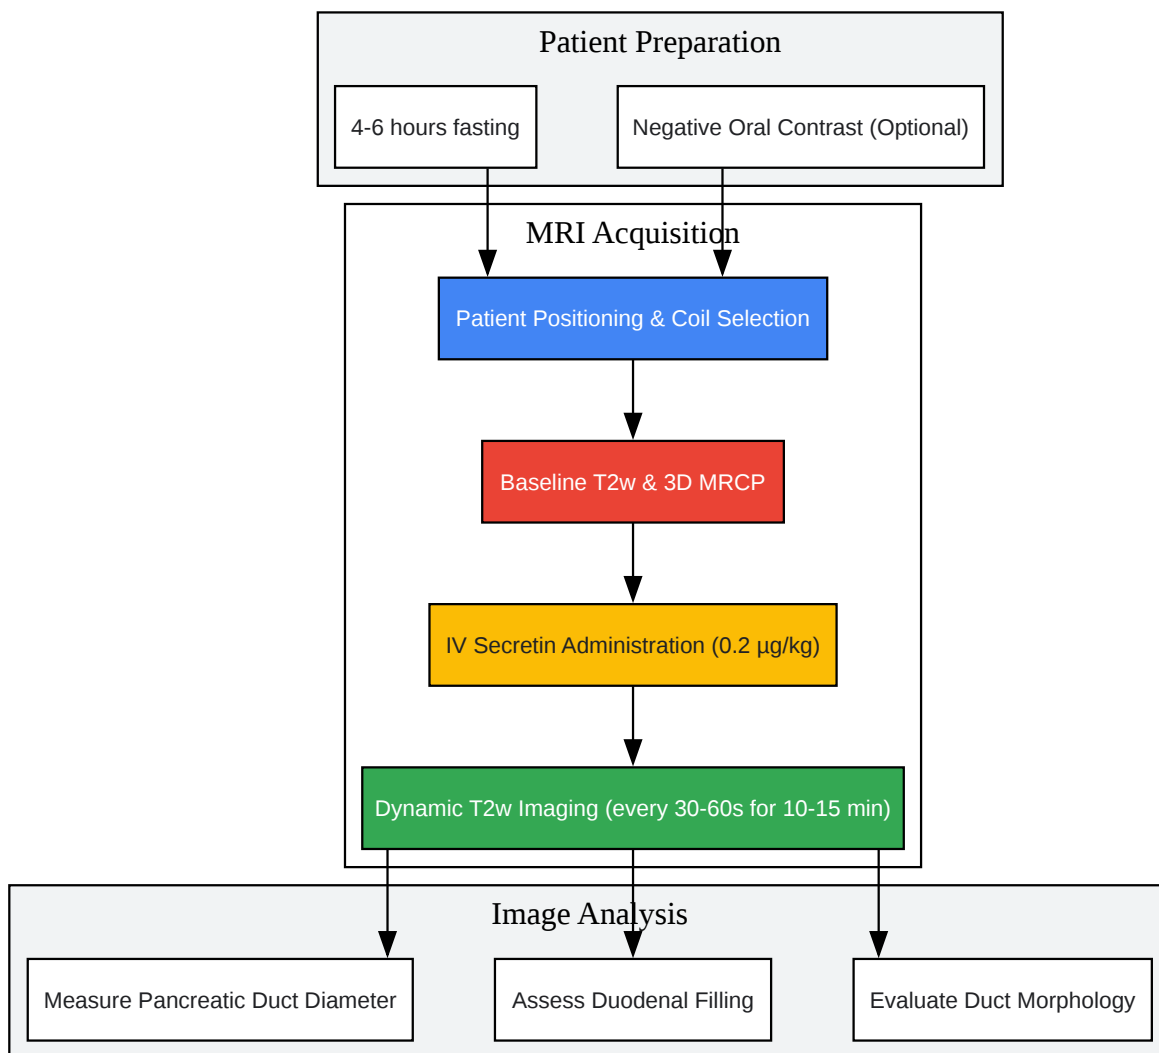 Patient Preparation
4-6 hours fasting
Negative Oral Contrast (Optional)
MRI Acquisition
Patient Positioning & Coil Selection
Baseline T2w & 3D MRCP
IV Secretin Administration (0.2 µg/kg)
Dynamic T2w Imaging (every 30-60s for 10-15 min)
Image Analysis
Measure Pancreatic Duct Diameter
Assess Duodenal Filling
Evaluate Duct Morphology